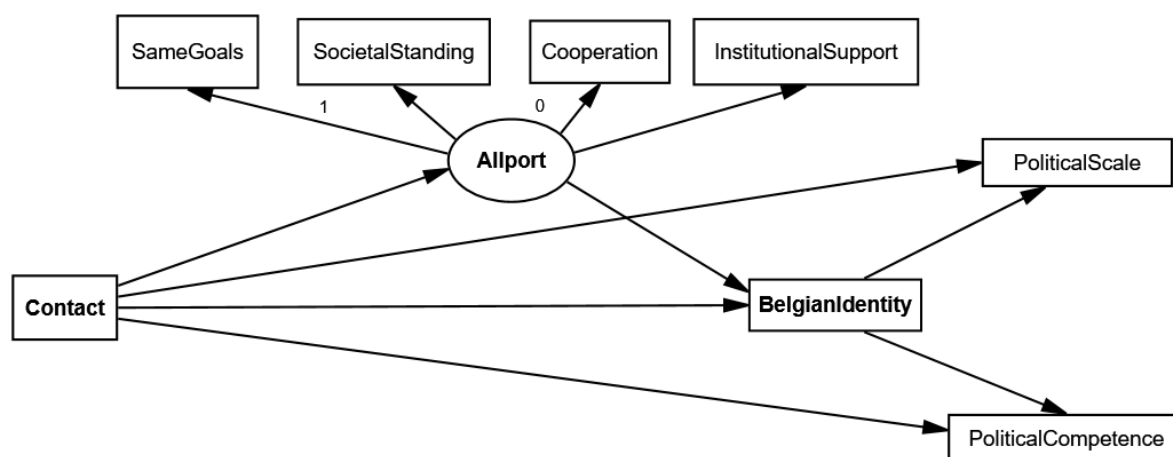 SameGoals
SocietalStanding
Cooperation
InstitutionalSupport
1
0
Allport
PoliticalScale
Contact
BelgianIdentity
PoliticalCompetence